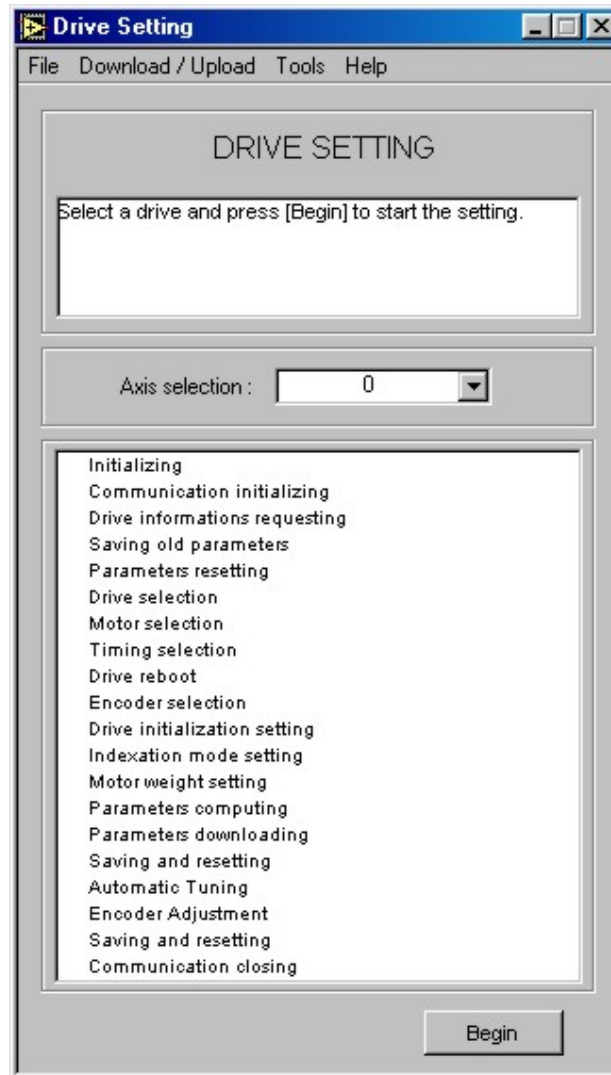 Drive Setting
File Download / Upload Tools Help
DRIVE SETTING
Select a drive and press [Begin] to start the setting.
Axis selection : 0
Initializing
Communication initializing
Drive informations requesting
Saving old parameters
Parameters resetting
Drive selection
Motor selection
Timing selection
Drive reboot
Encoder selection
Drive initialization setting
Indexation mode setting
Motor weight setting
Parameters computing
Parameters downloading
Saving and resetting
Automatic Tuning
Encoder Adjustment
Saving and resetting
Communication closing
Begin